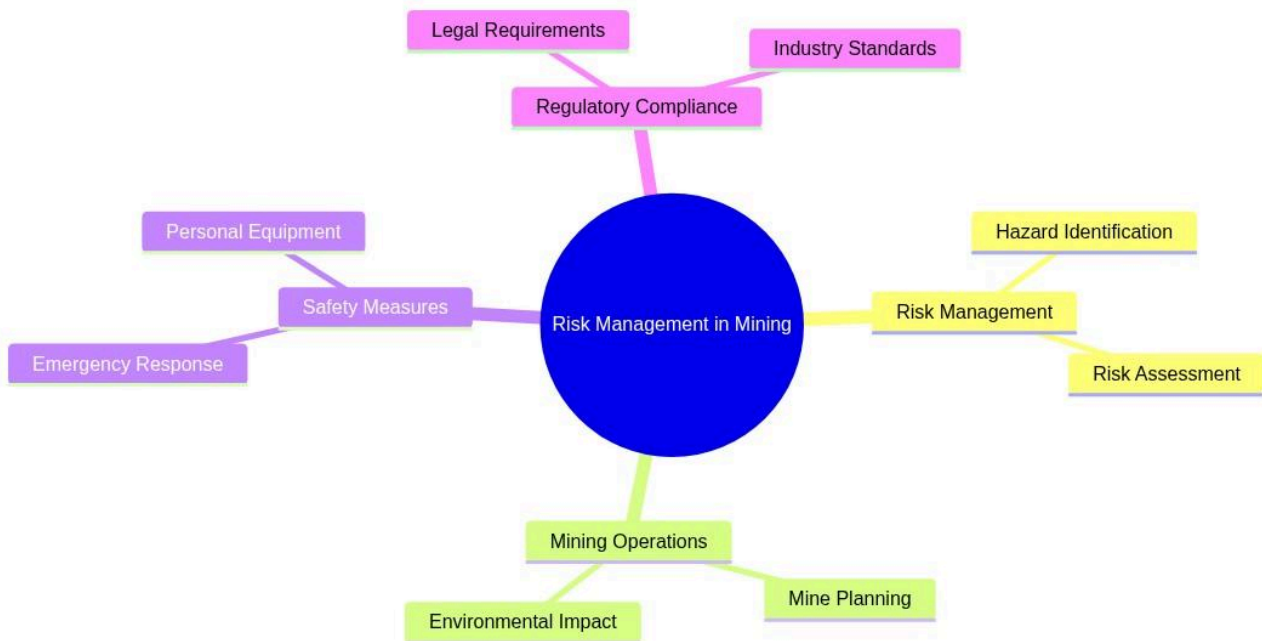 Legal Requirements
Industry Standards
Regulatory Compliance
Personal Equipment
Hazard Identification
Safety Measures
Risk Management in Mining
Risk Management
Emergency Response
Risk Assessment
Mining Operations
Mine Planning
Environmental Impact